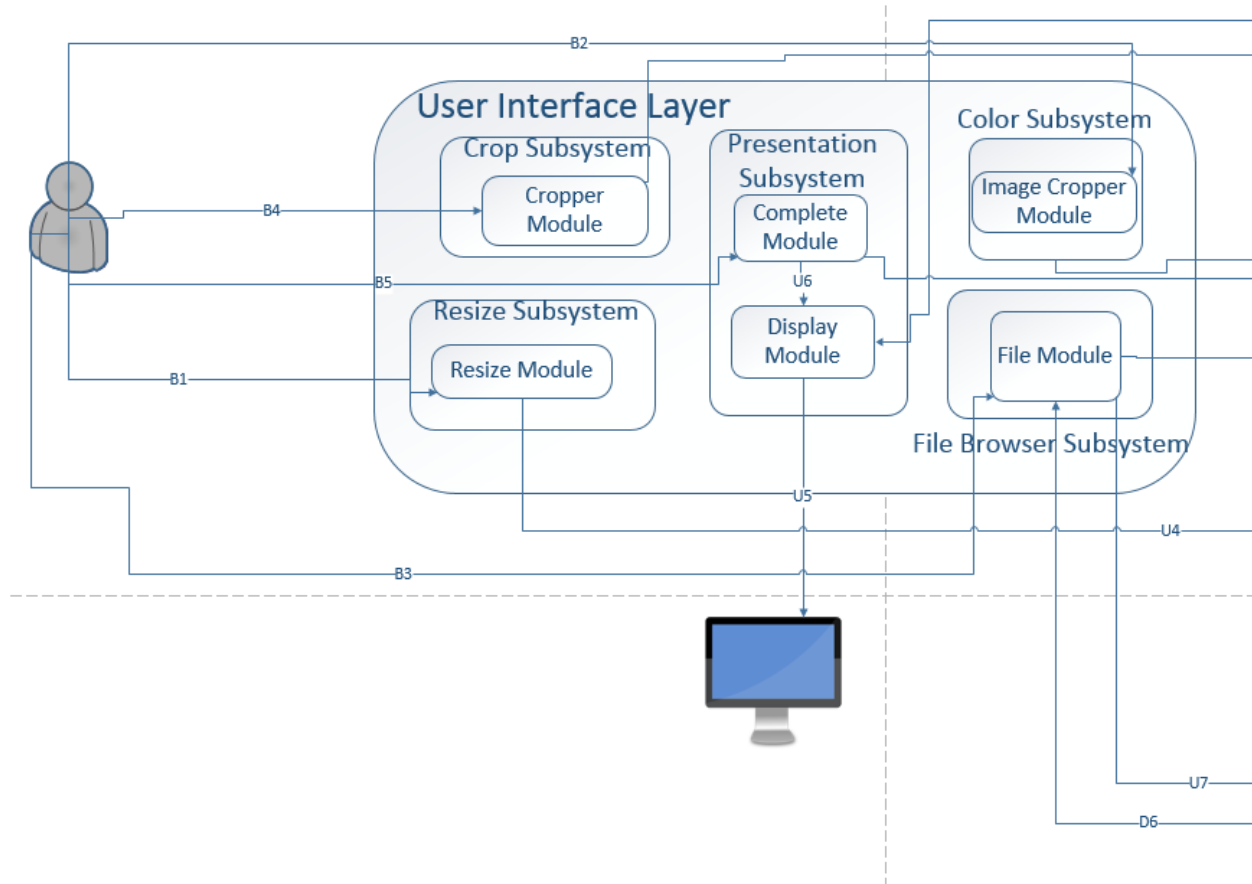 B2
User Interface Layer
Crop Subsystem
Cropper
Module
B4
Presentation
Subsystem
Complete
Module
U6
Display
Module
Color Subsystem
Image Cropper
Module
B5
Resize Subsystem
Resize Module
B1
File Module
File Browser Subsystem
U5
U4
B3
U7
D6